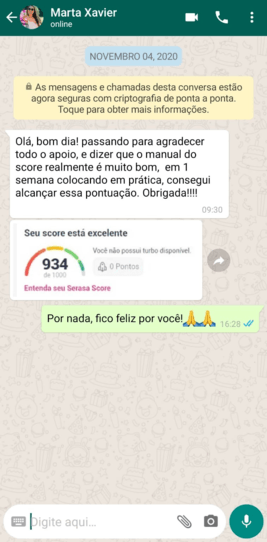 Marta Xavier
online
NOVEMBRO 04, 2020
As mensagens e chamadas desta conversa estão
agora seguras com criptografia de ponta a ponta.
Toque para obter mais informações.
Olá, bom dia! passando para agradecer
todo o apoio, e dizer que o manual do
score realmente é muito bom, em 1
semana colocando em prática, consegui
alcançar essa pontuação. Obrigada!!!!
09:30
Seu score está excelente
Você não possui turbo disponível
934
de 1000
0 Pontos
Entenda seu Serasa Score
Por nada, fico feliz por você!🙏🙏
16:28
Digite aqui...